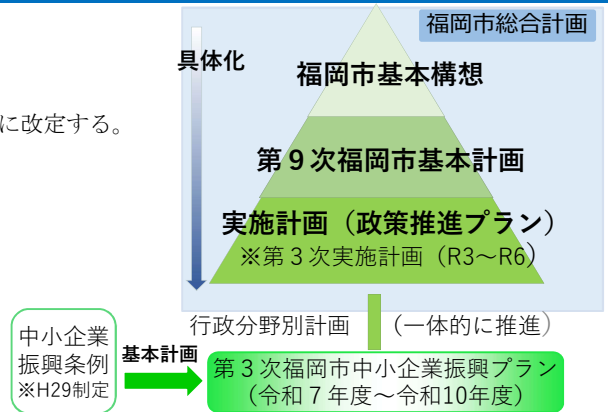 福岡市総合計画
具体化
福岡市基本構想
に改定する。
第９次福岡市基本計画
実施計画（政策推進プラン）
※第３次実施計画（R3～R6）
行政分野別計画
（一体的に推進）
中小企業
振興条例
※H29制定
基本計画
第３次福岡市中小企業振興プラン
（令和７年度～令和10年度）